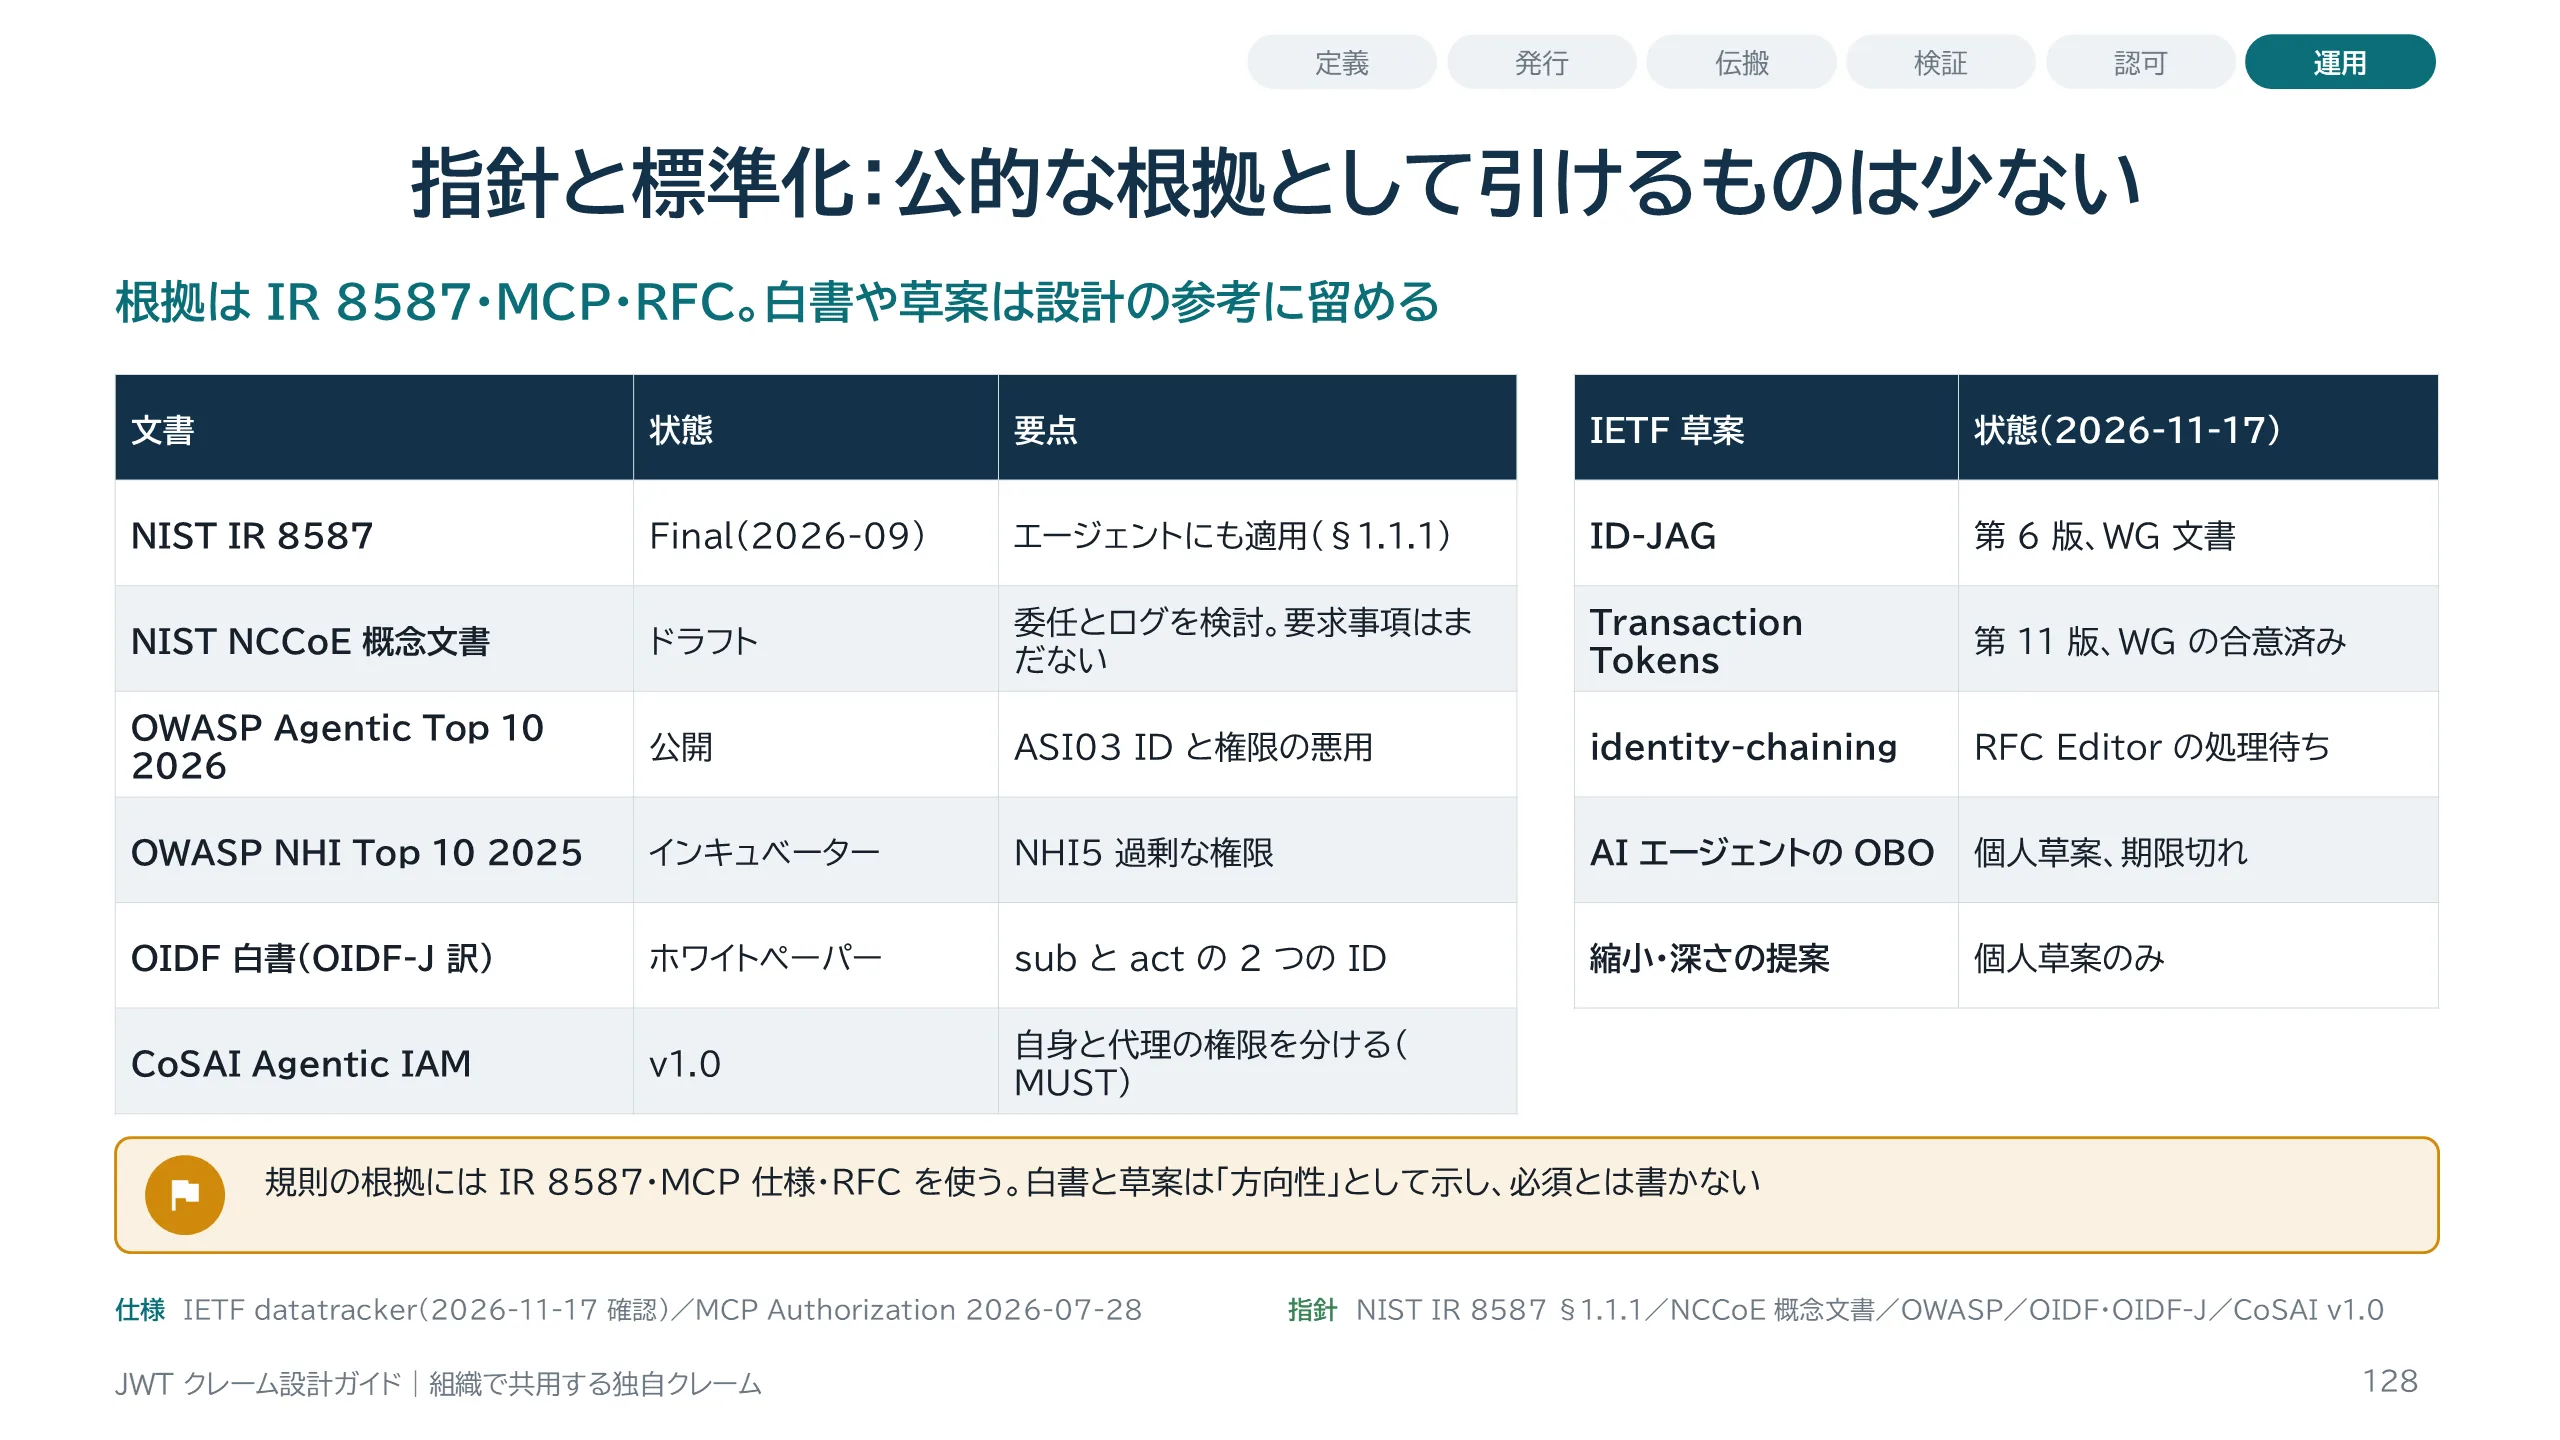 定義
発行
伝搬
検証
認可
運用
指針と標準化：公的な根拠として引けるものは少ない
根拠は IR 8587・MCP・RFC。白書や草案は設計の参考に留める
文書
状態
要点
NIST IR 8587
Final（2026-09）
エージェントにも適用（§1.1.1）
NIST NCCoE 概念文書
ドラフト
委任とログを検討。要求事項はま
だない
OWASP Agentic Top 10
2026
公開
ASI03 ID と権限の悪用
OWASP NHI Top 10 2025
インキュベーター
NHI5 過剰な権限
OIDF 白書（OIDF-J 訳）
ホワイトペーパー
sub と act の 2 つの ID
CoSAI Agentic IAM
v1.0
自身と代理の権限を分ける（
MUST）
IETF 草案
状態（2026-11-17）
ID-JAG
第 6 版、WG 文書
Transaction
Tokens
第 11 版、WG の合意済み
identity-chaining
RFC Editor の処理待ち
AI エージェントの OBO
個人草案、期限切れ
縮小・深さの提案
個人草案のみ
規則の根拠には IR 8587・MCP 仕様・RFC を使う。白書と草案は「方向性」として示し、必須とは書かない
仕様 IETF datatracker（2026-11-17 確認）／MCP Authorization 2026-07-28
指針 NIST IR 8587 §1.1.1／NCCoE 概念文書／OWASP／OIDF・OIDF-J／CoSAI v1.0
JWT クレーム設計ガイド｜組織で共用する独自クレーム
128